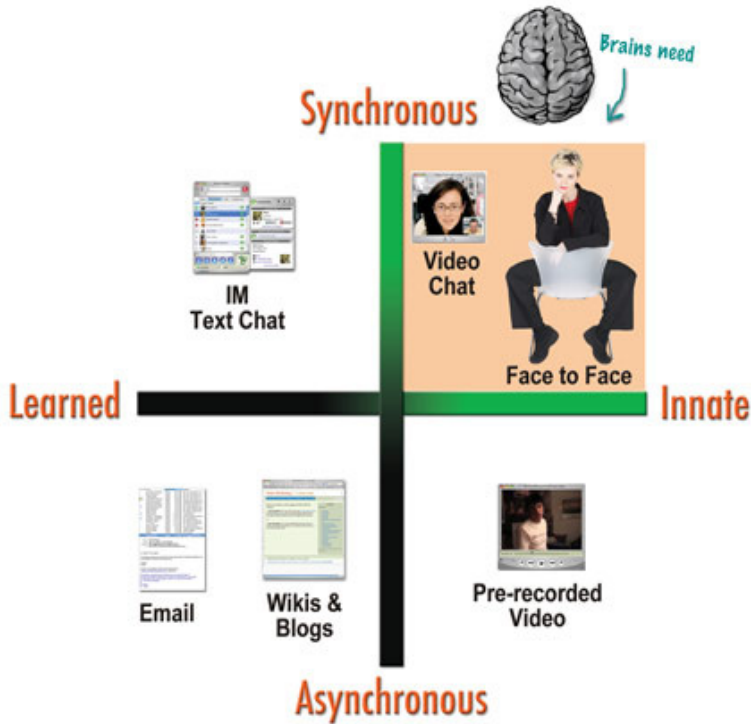 Brains need
Synchronous
Video
Chat
IM
Text Chat
Face to Face
Learned
Innate
Email
Wikis &
Blogs
Pre-recorded
Video
Asynchronous